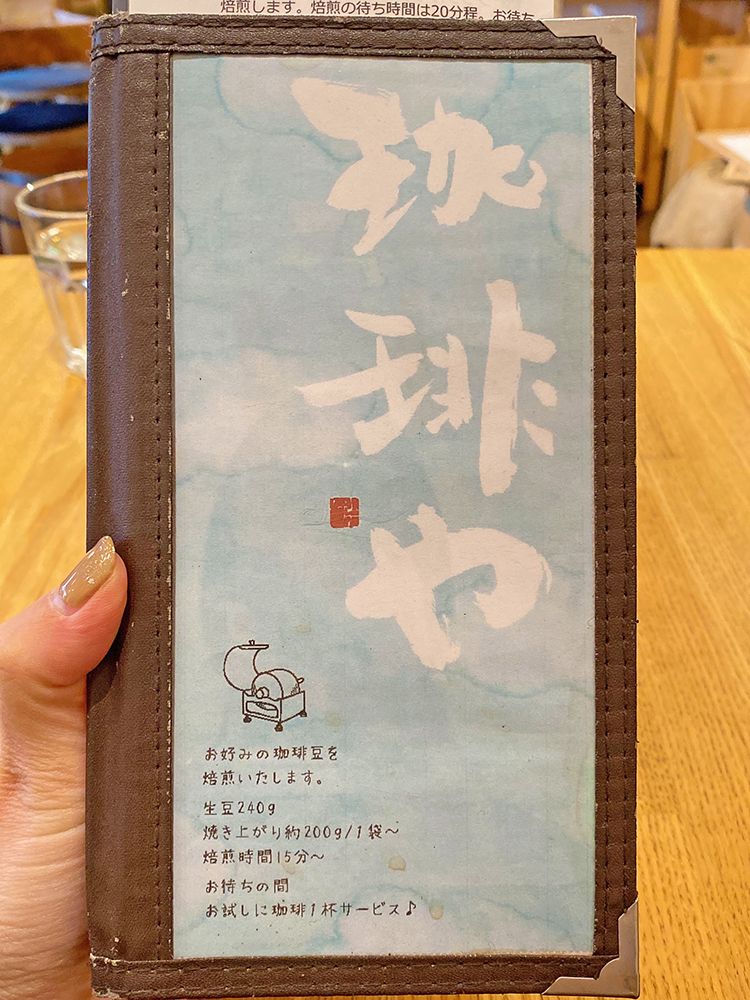 焙煎します。焙煎の待ち時間は20分程。お待ち
珈琲や
お好みの珈琲豆を
焙煎いたします。
生豆240g
焼き上がり約200g/1袋〜
焙煎時間15分〜
お待ちの間
お試しに珈琲1杯サービス♪